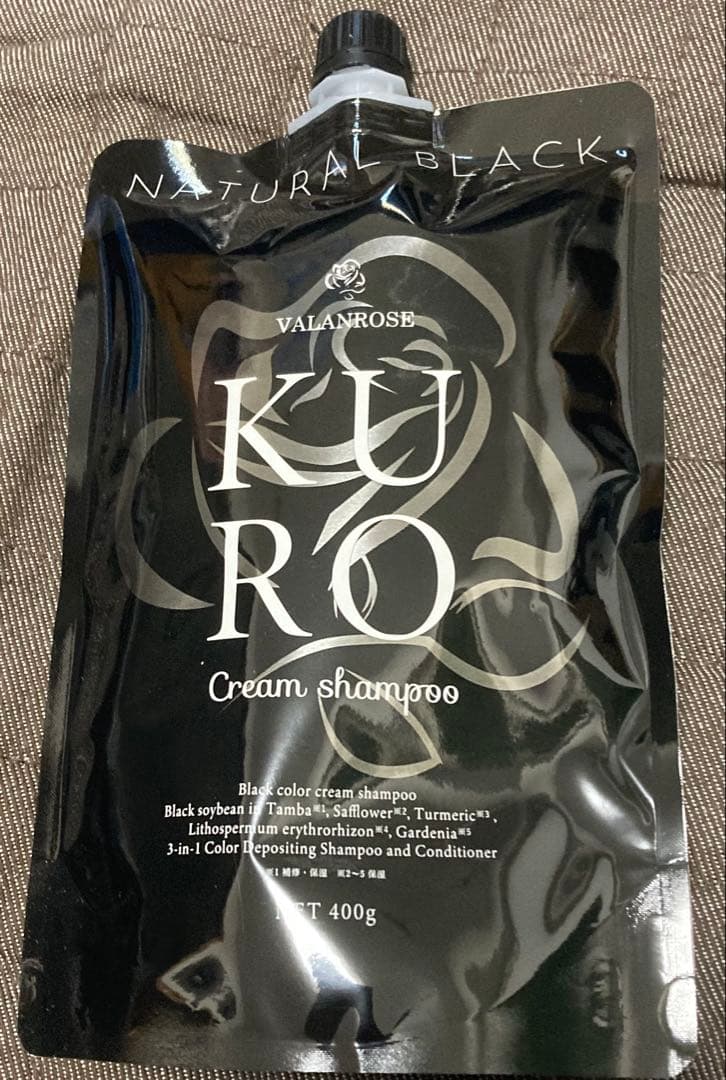 NATURAL BLACK
VALANROSE
KU
RO
Cream shampoo
Black color cream shampoo
Black soybean in Tamba※1, Safflower※2, Turmeric※3,
Lithospermum erythrorhizon※4, Gardenia※5
3-in-1 Color Depositing Shampoo and Conditioner
※1 補修・保湿 ※2~5 保湿
NET 400g